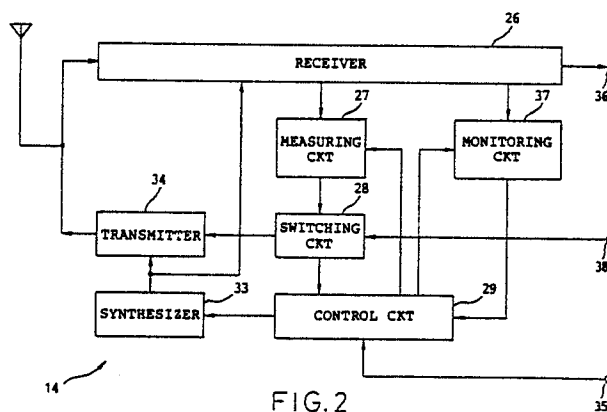 26
RECEIVER
36
27
37
MEASURING
CKT
MONITORING
CKT
34
28
TRANSMITTER
SWITCHING
CKT
38
33
29
SYNTHESIZER
CONTROL CKT
14
FIG.2
35